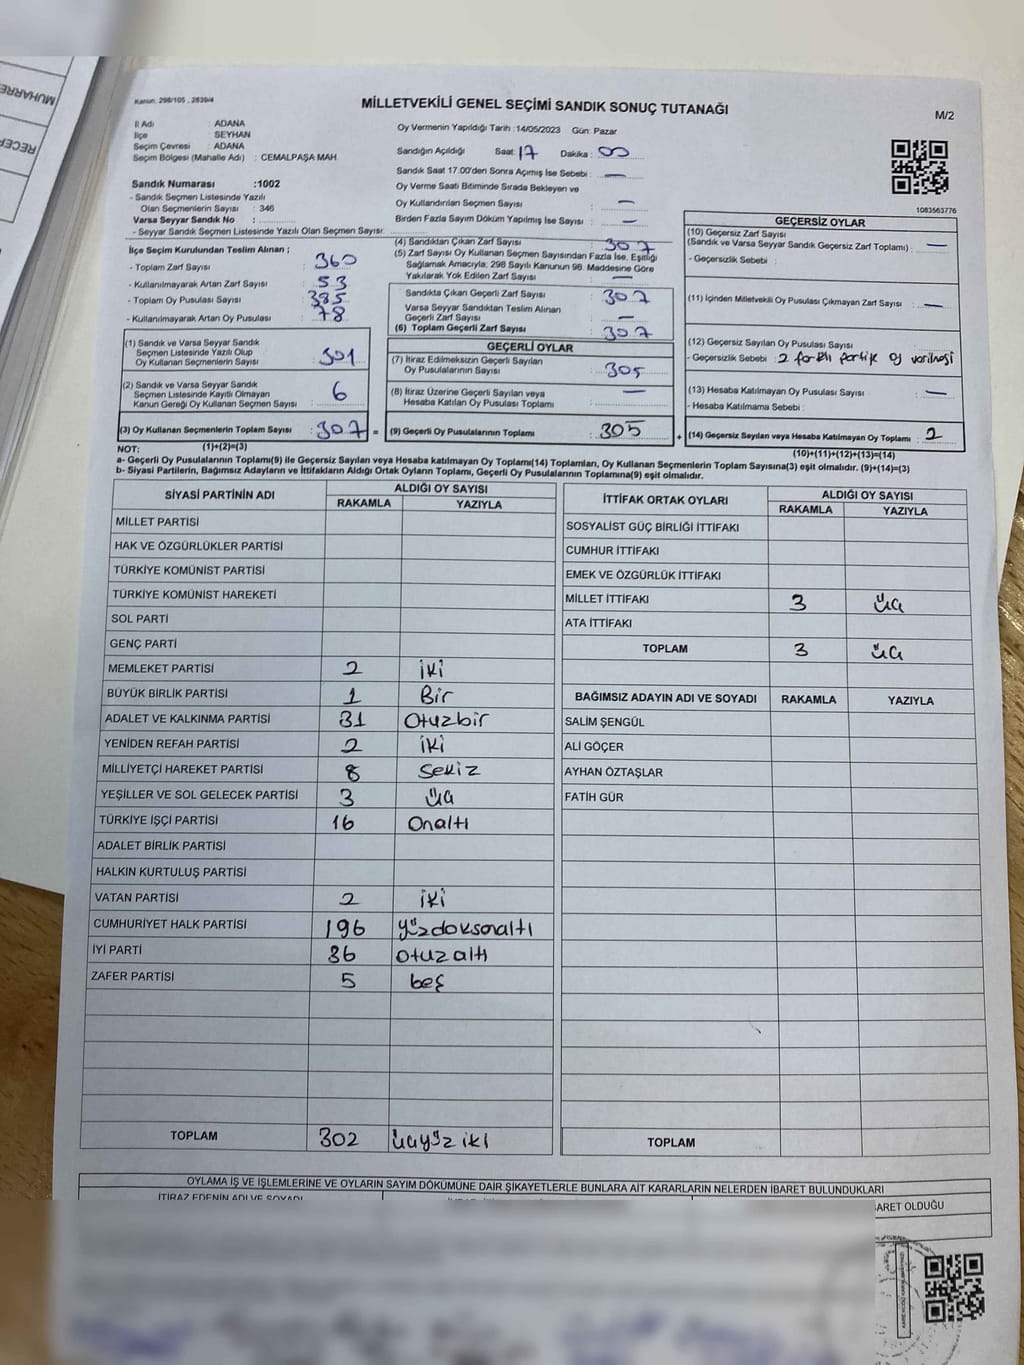 MUHARRE
RECEP
Kanun: 298/105 , 2839/4
MİLLETVEKİLİ GENEL SEÇİMİ SANDIK SONUÇ TUTANAĞI
M/2
İl Adı : ADANA
İlçe : SEYHAN
Seçim Çevresi : ADANA
Seçim Bölgesi (Mahalle Adı) : CEMALPAŞA MAH
Oy Vermenin Yapıldığı Tarih :14/05/2023 Gün: Pazar
Sandığın Açıldığı Saat: 17 Dakika : 00
Sandık Saat 17.00'den Sonra Açımış İse Sebebi : —
Oy Verme Saati Bitiminde Sırada Bekleyen ve
Oy Kullandırılan Seçmen Sayısı : —
Birden Fazla Sayım Döküm Yapılmış İse Sayısı : —
1083563776
Sandık Numarası :1002
- Sandık Seçmen Listesinde Yazılı
Olan Seçmenlerin Sayısı : 346
Varsa Seyyar Sandık No :
- Seyyar Sandık Listesinde Yazılı Olan Seçmen Sayısı:
İlçe Seçim Kurulundan Teslim Alınan ;
- Toplam Zarf Sayısı : 360
- Kullanılmayarak Artan Zarf Sayısı : 53
- Toplam Oy Pusulası Sayısı : 385
- Kullanılmayarak Artan Oy Pusulası : 78
(1) Sandık ve Varsa Seyyar Sandık
Seçmen Listesinde Yazılı Olup
Oy Kullanan Seçmenlerin Sayısı : 301
(2) Sandık ve Varsa Seyyar Sandık
Seçmen Listesinde Kayıtlı Olmayan
Kanun Gereği Oy Kullanan Seçmen Sayısı : 6
(3) Oy Kullanan Seçmenlerin Toplam Sayısı : 307 =
(4) Sandıktan Çıkan Zarf Sayısı : 307
(5) Zarf Sayısı Oy Kullanan Seçmen Sayısından Fazla İse, Eşitliği
Sağlamak Amacıyla; 298 Sayılı Kanunun 98. Maddesine Göre
Yakılarak Yok Edilen Zarf Sayısı : —
Sandıkta Çıkan Geçerli Zarf Sayısı : 307
Varsa Seyyar Sandıktan Teslim Alınan
Geçerli Zarf Sayısı : —
(6) Toplam Geçerli Zarf Sayısı : 307
GEÇERLİ OYLAR
(7) İtiraz Edilmeksizin Geçerli Sayılan
Oy Pusulalarının Sayısı : 305
(8) İtiraz Üzerine Geçerli Sayılan veya
Hesaba Katılan Oy Pusulası Toplamı : —
(9) Geçerli Oy Pusulalarının Toplamı : 305 +
GEÇERSİZ OYLAR
(10) Geçersiz Zarf Sayısı
(Sandık ve Varsa Seyyar Sandık Geçersiz Zarf Toplamı) : —
- Geçersizlik Sebebi :
(11) İçinden Milletvekili Oy Pusulası Çıkmayan Zarf Sayısı : —
(12) Geçersiz Sayılan Oy Pusulası Sayısı :
- Geçersizlik Sebebi : 2 farklı partiye oy
(13) Hesaba Katılmayan Oy Pusulası Sayısı : —
- Hesaba Katılmama Sebebi :
(14) Geçersiz Sayılan veya Hesaba Katılmayan Oy Toplamı : 2
NOT: (1)+(2)=(3) (10)+(11)+(12)+(13)=(14)
a- Geçerli Oy Pusulalarının Toplamı(9) ile Geçersiz Sayılan veya Hesaba katılmayan Oy Toplamı(14) Toplamları, Oy Kullanan Seçmenlerin Toplam Sayısına(3) eşit olmalıdır. (9)+(14)=(3)
b- Siyasi Partilerin, Bağımsız Adayların ve İttifakların Aldığı Ortak Oyların Toplamı, Geçerli Oy Pusulalarının Toplamına(9) eşit olmalıdır.
SİYASİ PARTİNİN ADI ALDIĞI OY SAYISI
RAKAMLA YAZIYLA
MİLLET PARTİSİ
HAK VE ÖZGÜRLÜKLER PARTİSİ
TÜRKİYE KOMÜNİST PARTİSİ
TÜRKİYE KOMÜNİST HAREKETİ
SOL PARTİ
GENÇ PARTİ
MEMLEKET PARTİSİ 2 iki
BÜYÜK BİRLİK PARTİSİ 1 Bir
ADALET VE KALKINMA PARTİSİ 31 Otuzbir
YENİDEN REFAH PARTİSİ 2 iki
MİLLİYETÇİ HAREKET PARTİSİ 8 Sekiz
YEŞİLLER VE SOL GELECEK PARTİSİ 3 üç
TÜRKİYE İŞÇİ PARTİSİ 16 Onaltı
ADALET BİRLİK PARTİSİ
HALKIN KURTULUŞ PARTİSİ
VATAN PARTİSİ 2 iki
CUMHURİYET HALK PARTİSİ 196 yüzdoksanaltı
İYİ PARTİ 36 otuzaltı
ZAFER PARTİSİ 5 beş
TOPLAM 302 üçyüz iki
İTTİFAK ORTAK OYLARI ALDIĞI OY SAYISI
RAKAMLA YAZIYLA
SOSYALİST GÜÇ BİRLİĞİ İTTİFAKI
CUMHUR İTTİFAKI
EMEK VE ÖZGÜRLÜK İTTİFAKI
MİLLET İTTİFAKI 3 üç
ATA İTTİFAKI
TOPLAM 3 üç
BAĞIMSIZ ADAYIN ADI VE SOYADI RAKAMLA YAZIYLA
SALİM ŞENGÜL
ALİ GÖÇER
AYHAN ÖZTAŞLAR
FATİH GÜR
TOPLAM
OYLAMA İŞ VE İŞLEMLERİNE VE OYLARIN SAYIM DÖKÜMÜNE DAİR ŞİKAYETLERLE BUNLARA AİT KARARLARIN NELERDEN İBARET BULUNDUKLARI
İTİRAZ EDENİN ADI VE SOYADI
BARET OLDUĞU